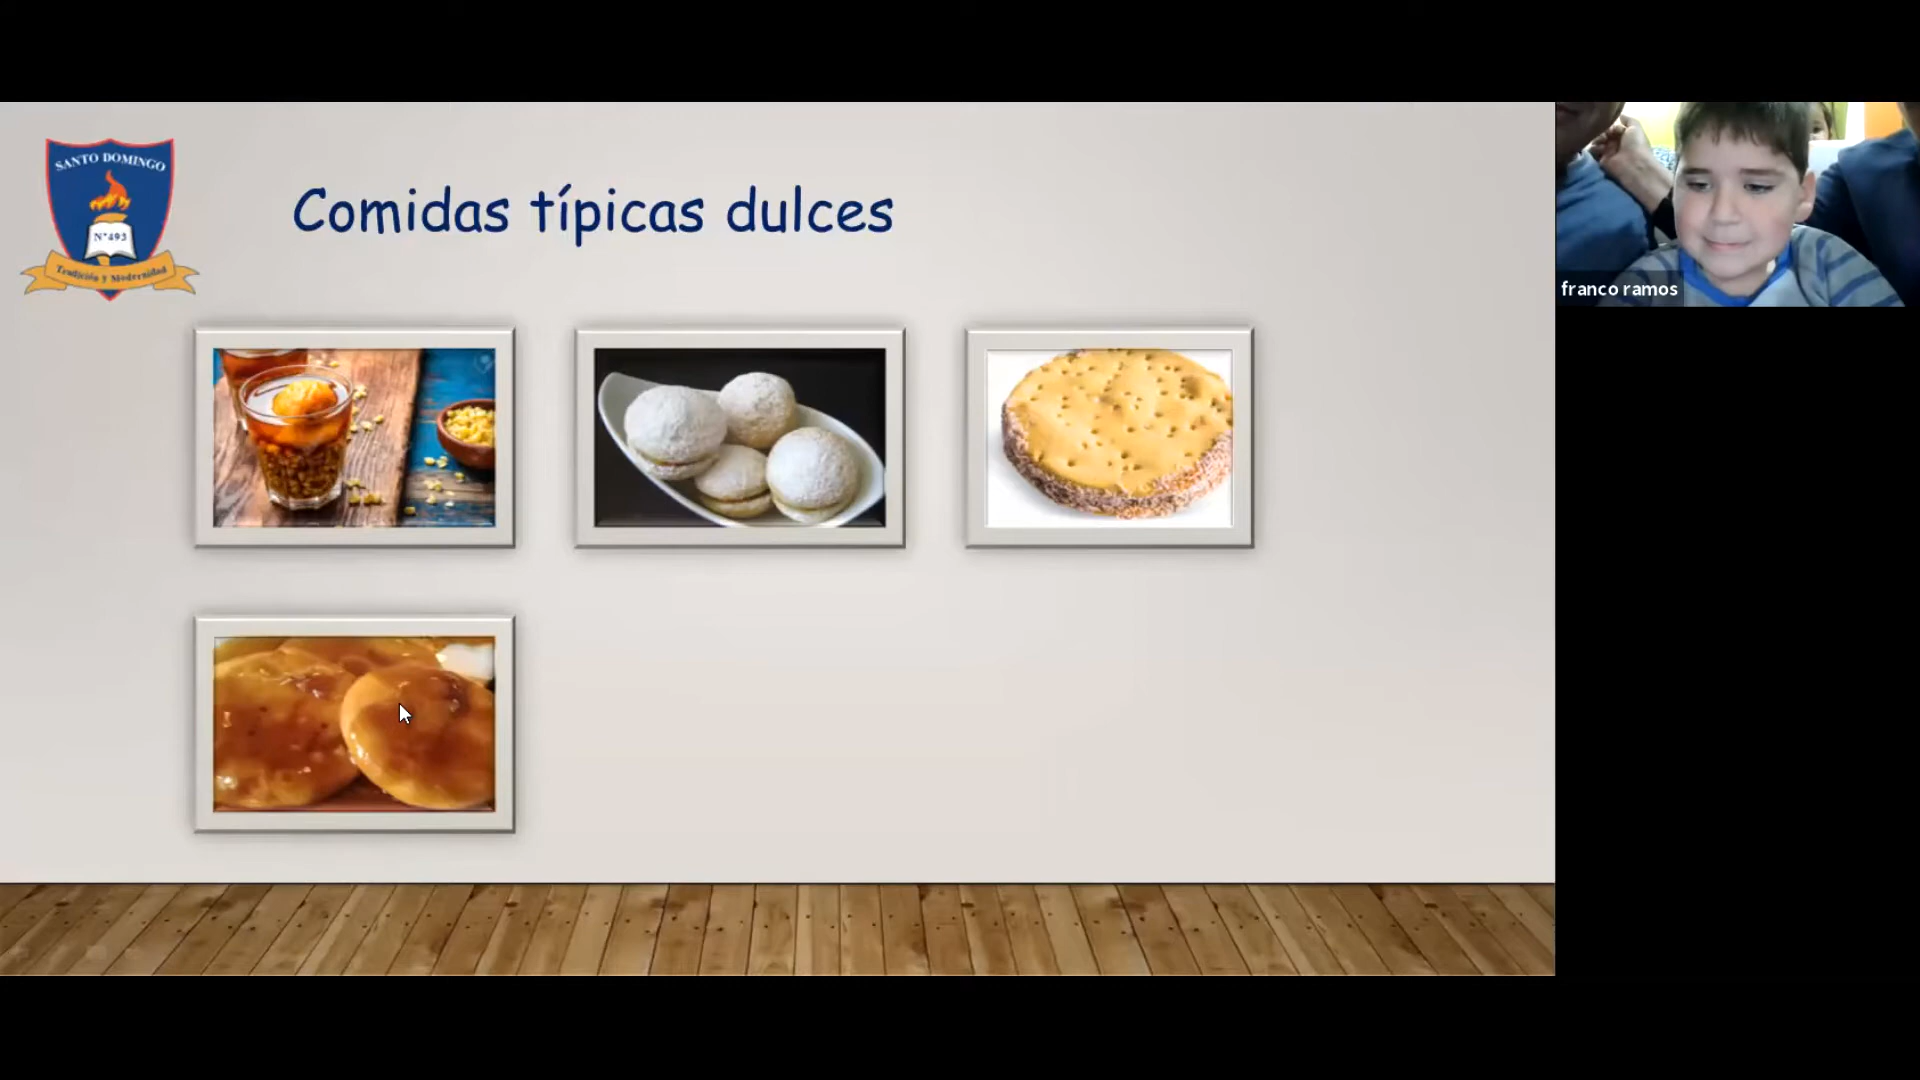 SANTO DOMINGO
N°493
Tradición y Modernidad
Comidas típicas dulces
franco ramos